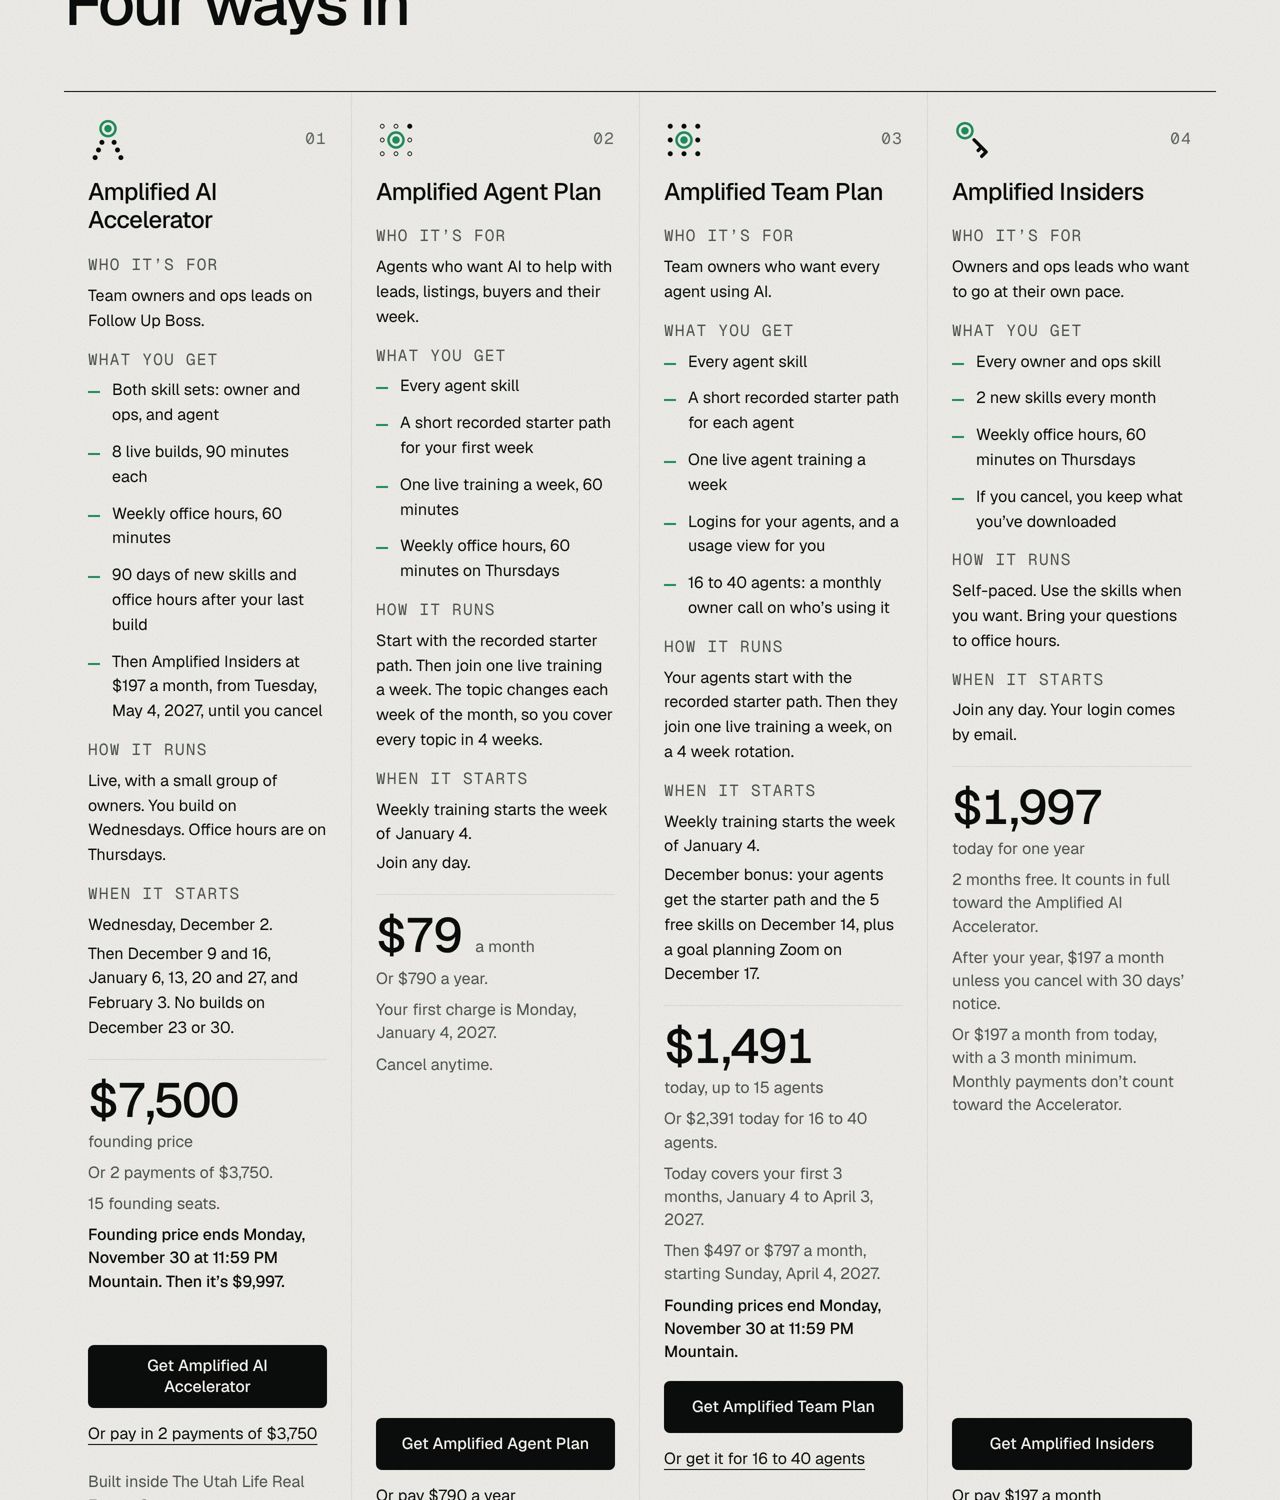 Four ways in
01
Amplified AI
Accelerator
WHO IT’S FOR
Team owners and ops leads on
Follow Up Boss.
WHAT YOU GET
— Both skill sets: owner and
ops, and agent
— 8 live builds, 90 minutes
each
— Weekly office hours, 60
minutes
— 90 days of new skills and
office hours after your last
build
— Then Amplified Insiders at
$197 a month, from Tuesday,
May 4, 2027, until you cancel
HOW IT RUNS
Live, with a small group of
owners. You build on
Wednesdays. Office hours are on
Thursdays.
WHEN IT STARTS
Wednesday, December 2.
Then December 9 and 16,
January 6, 13, 20 and 27, and
February 3. No builds on
December 23 or 30.
$7,500
founding price
Or 2 payments of $3,750.
15 founding seats.
Founding price ends Monday,
November 30 at 11:59 PM
Mountain. Then it’s $9,997.
Get Amplified AI
Accelerator
Or pay in 2 payments of $3,750
Built inside The Utah Life Real
02
Amplified Agent Plan
WHO IT’S FOR
Agents who want AI to help with
leads, listings, buyers and their
week.
WHAT YOU GET
— Every agent skill
— A short recorded starter path
for your first week
— One live training a week, 60
minutes
— Weekly office hours, 60
minutes on Thursdays
HOW IT RUNS
Start with the recorded starter
path. Then join one live training
a week. The topic changes each
week of the month, so you cover
every topic in 4 weeks.
WHEN IT STARTS
Weekly training starts the week
of January 4.
Join any day.
$79 a month
Or $790 a year.
Your first charge is Monday,
January 4, 2027.
Cancel anytime.
Get Amplified Agent Plan
Or pay $790 a year
03
Amplified Team Plan
WHO IT’S FOR
Team owners who want every
agent using AI.
WHAT YOU GET
— Every agent skill
— A short recorded starter path
for each agent
— One live agent training a
week
— Logins for your agents, and a
usage view for you
— 16 to 40 agents: a monthly
owner call on who’s using it
HOW IT RUNS
Your agents start with the
recorded starter path. Then they
join one live training a week, on
a 4 week rotation.
WHEN IT STARTS
Weekly training starts the week
of January 4.
December bonus: your agents
get the starter path and the 5
free skills on December 14, plus
a goal planning Zoom on
December 17.
$1,491
today, up to 15 agents
Or $2,391 today for 16 to 40
agents.
Today covers your first 3
months, January 4 to April 3,
2027.
Then $497 or $797 a month,
starting Sunday, April 4, 2027.
Founding prices end Monday,
November 30 at 11:59 PM
Mountain.
Get Amplified Team Plan
Or get it for 16 to 40 agents
04
Amplified Insiders
WHO IT’S FOR
Owners and ops leads who want
to go at their own pace.
WHAT YOU GET
— Every owner and ops skill
— 2 new skills every month
— Weekly office hours, 60
minutes on Thursdays
— If you cancel, you keep what
you’ve downloaded
HOW IT RUNS
Self-paced. Use the skills when
you want. Bring your questions
to office hours.
WHEN IT STARTS
Join any day. Your login comes
by email.
$1,997
today for one year
2 months free. It counts in full
toward the Amplified AI
Accelerator.
After your year, $197 a month
unless you cancel with 30 days’
notice.
Or $197 a month from today,
with a 3 month minimum.
Monthly payments don’t count
toward the Accelerator.
Get Amplified Insiders
Or pay $197 a month